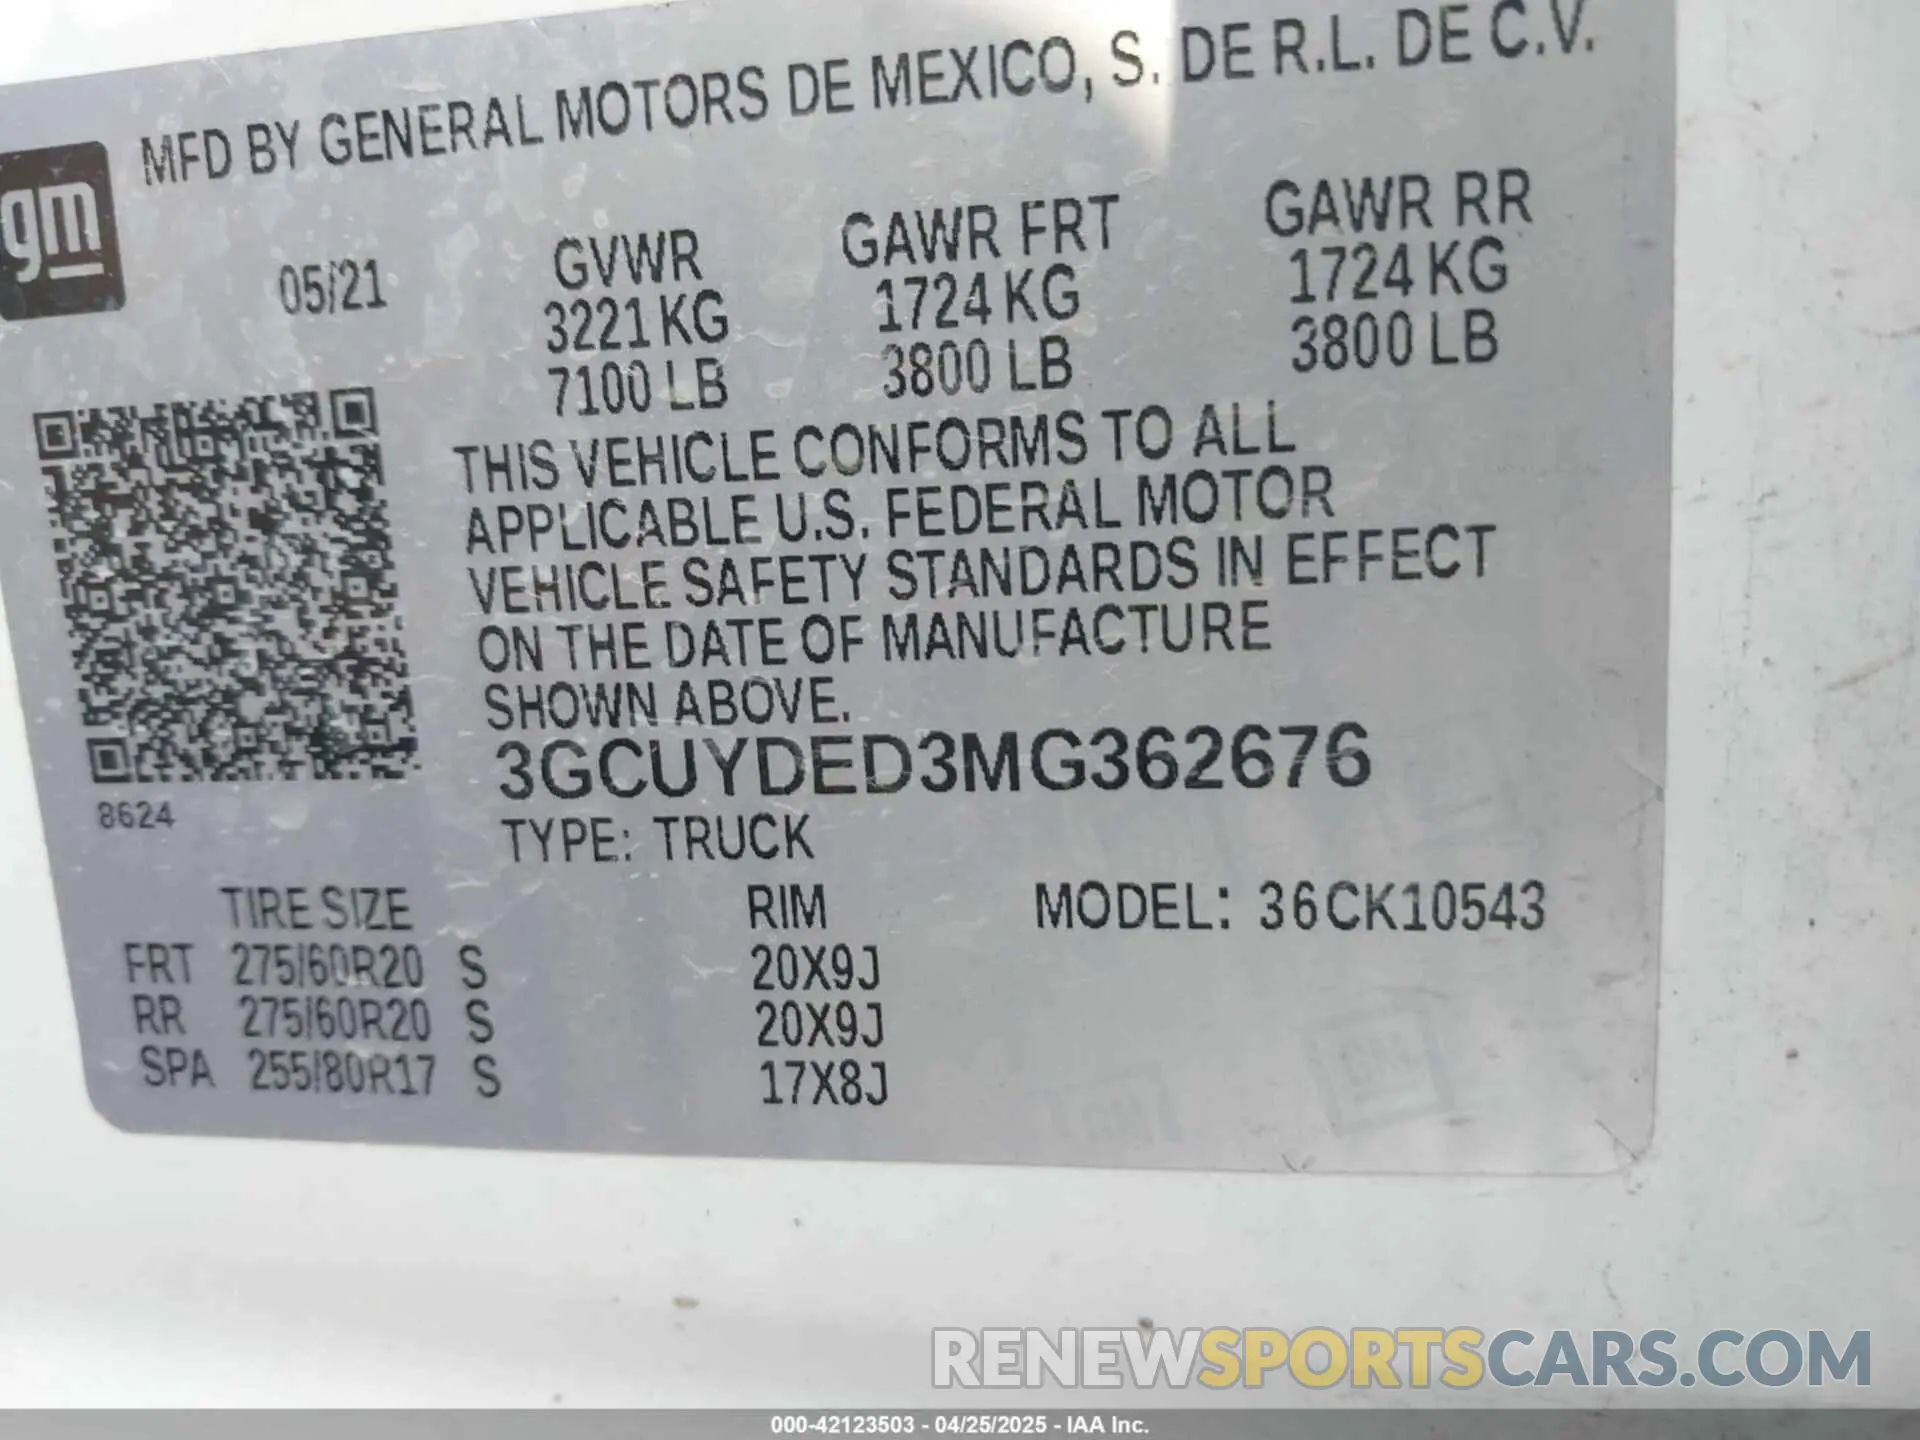 MFD BY GENERAL MOTORS DE MEXICO, S. DE R.L. DE C.V.
gm
05/21
GVWR
3221 KG
7100 LB
GAWR FRT
1724 KG
3800 LB
GAWR RR
1724 KG
3800 LB
THIS VEHICLE CONFORMS TO ALL
APPLICABLE U.S. FEDERAL MOTOR
VEHICLE SAFETY STANDARDS IN EFFECT
ON THE DATE OF MANUFACTURE
SHOWN ABOVE.
3GCUYDED3MG362676
8624
TYPE: TRUCK
TIRE SIZE RIM MODEL: 36CK10543
FRT 275/60R20 S 20X9J
RR 275/60R20 S 20X9J
SPA 255/80R17 S 17X8J
RENEWSPORTSCARS.COM
000-42123503 - 04/25/2025 - IAA Inc.